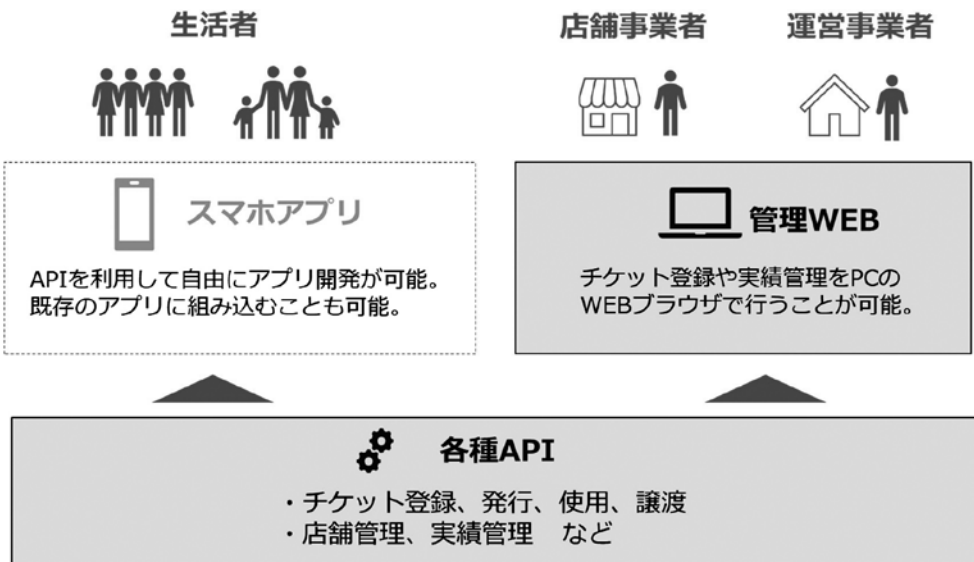 生活者
店舗事業者
運営事業者
スマホアプリ
APIを利用して自由にアプリ開発が可能。
既存のアプリに組み込むことも可能。
管理WEB
チケット登録や実績管理をPCの
WEBブラウザで行うことが可能。
各種API
・チケット登録、発行、使用、譲渡
・店舗管理、実績管理　など